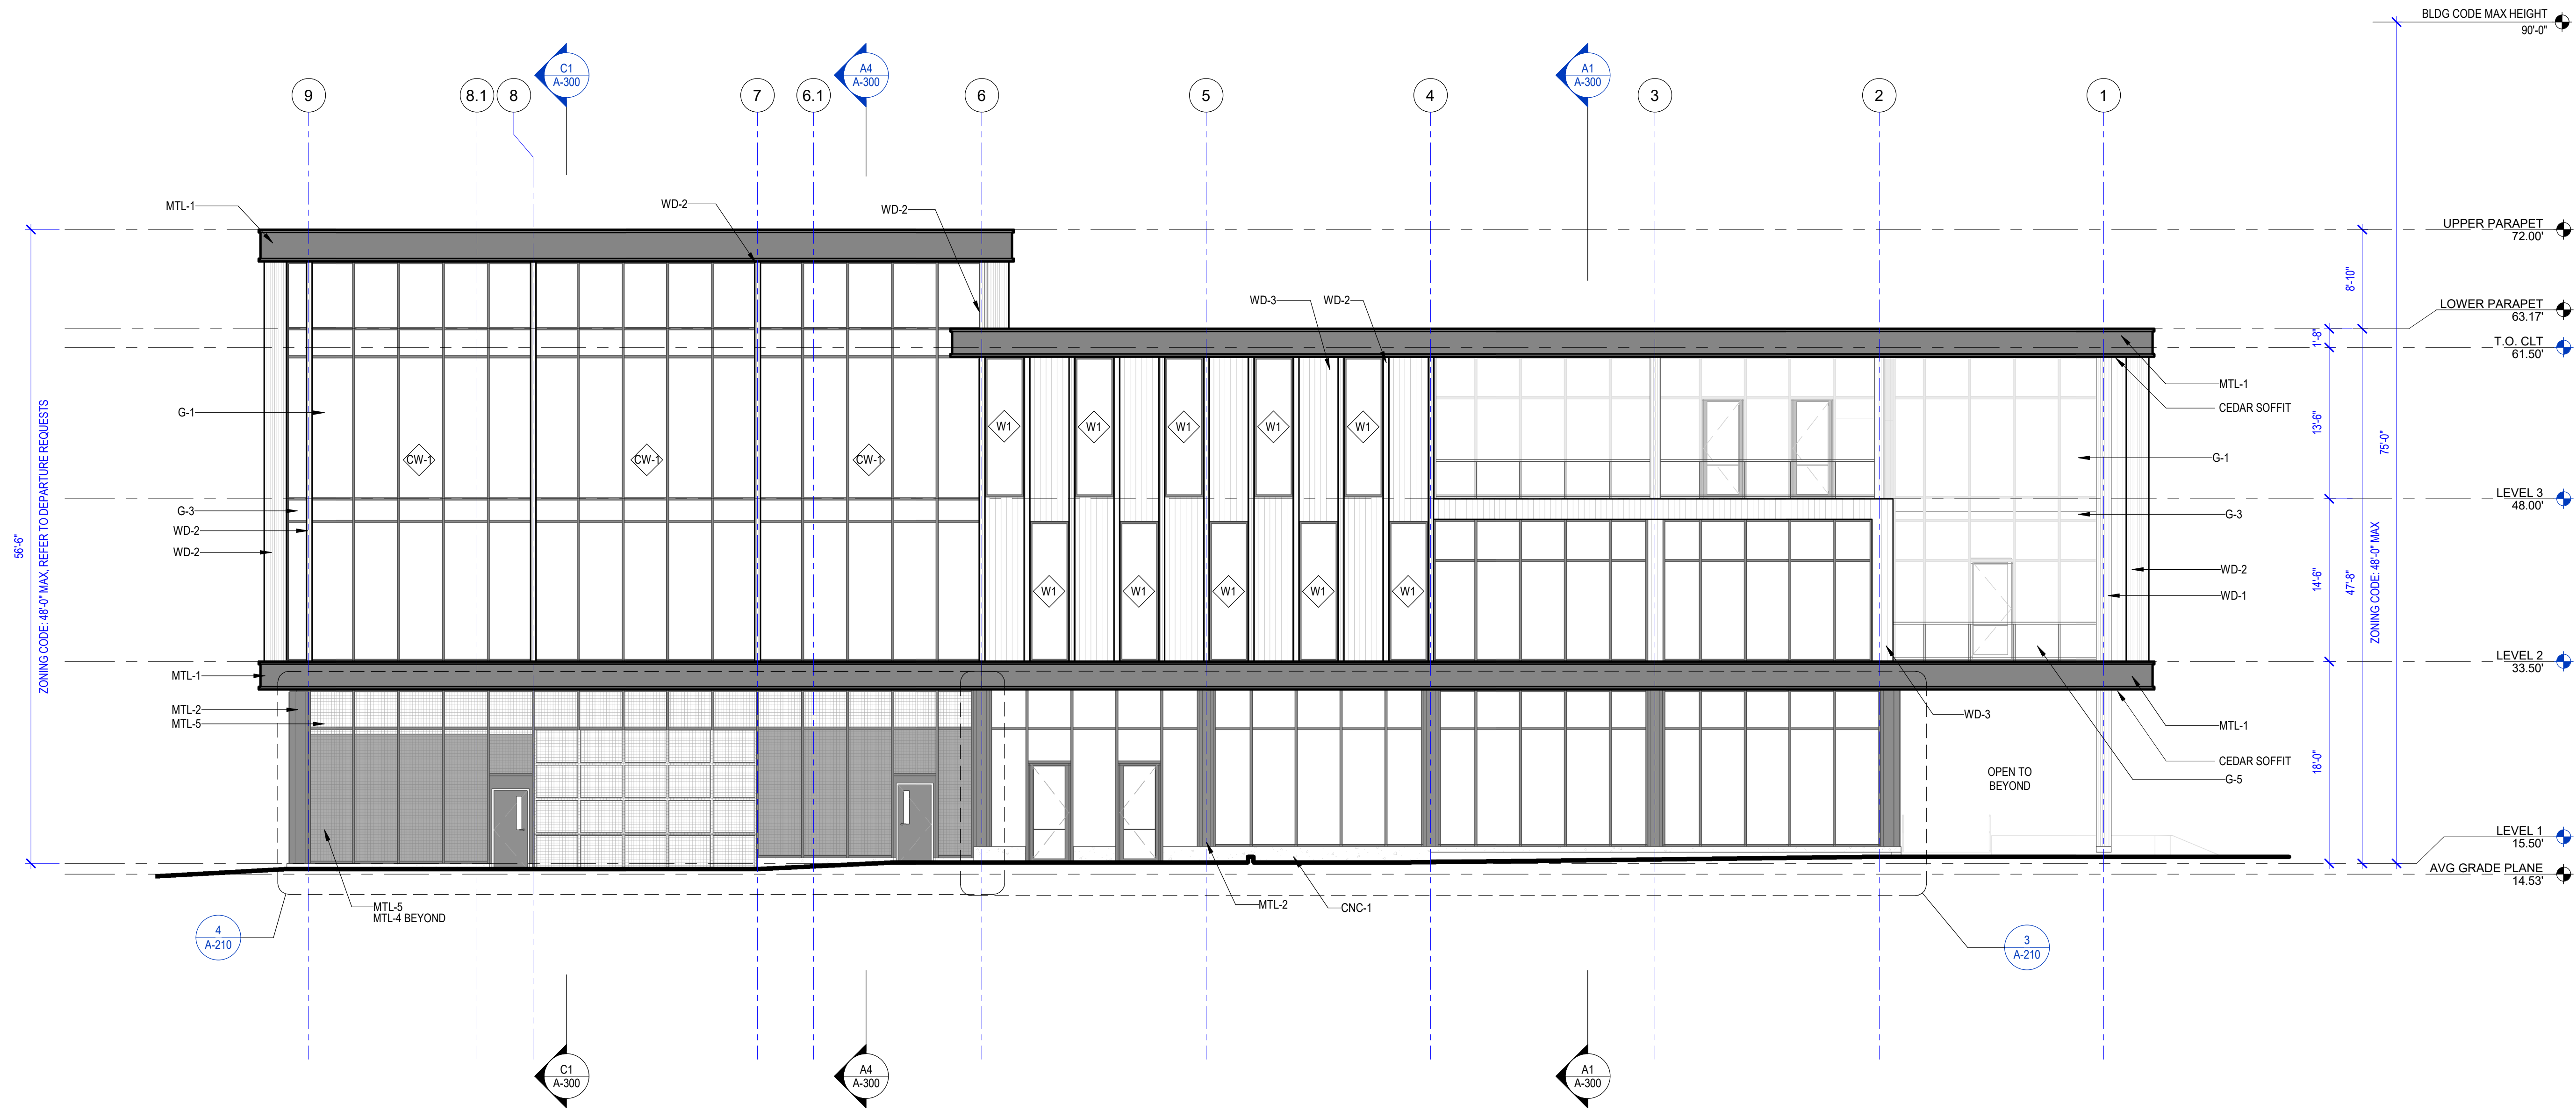 BLDG CODE MAX HEIGHT
90'-0"
C1
A-300
A4
A-300
A1
A-300
9
8.1
8
7
6.1
6
5
4
3
2
1
MTL-1
WD-2
WD-2
UPPER PARAPET
72.00'
8'-10"
WD-3
WD-2
LOWER PARAPET
63.17'
1'-8"
T.O. CLT
61.50'
MTL-1
CEDAR SOFFIT
G-1
13'-6"
75'-0"
W1
W1
W1
W1
W1
CW-1
CW-1
CW-1
G-1
56'-6"
ZONING CODE: 48'-0" MAX, REFER TO DEPARTURE REQUESTS
LEVEL 3
48.00'
G-3
G-3
WD-2
WD-2
WD-2
WD-1
14'-6"
47'-8"
ZONING CODE: 48'-0" MAX
W1
W1
W1
W1
W1
LEVEL 2
33.50'
MTL-1
MTL-2
MTL-5
WD-3
MTL-1
CEDAR SOFFIT
G-5
18'-0"
OPEN TO
BEYOND
LEVEL 1
15.50'
AVG GRADE PLANE
14.53'
MTL-5
MTL-4 BEYOND
MTL-2
CNC-1
4
A-210
3
A-210
C1
A-300
A4
A-300
A1
A-300